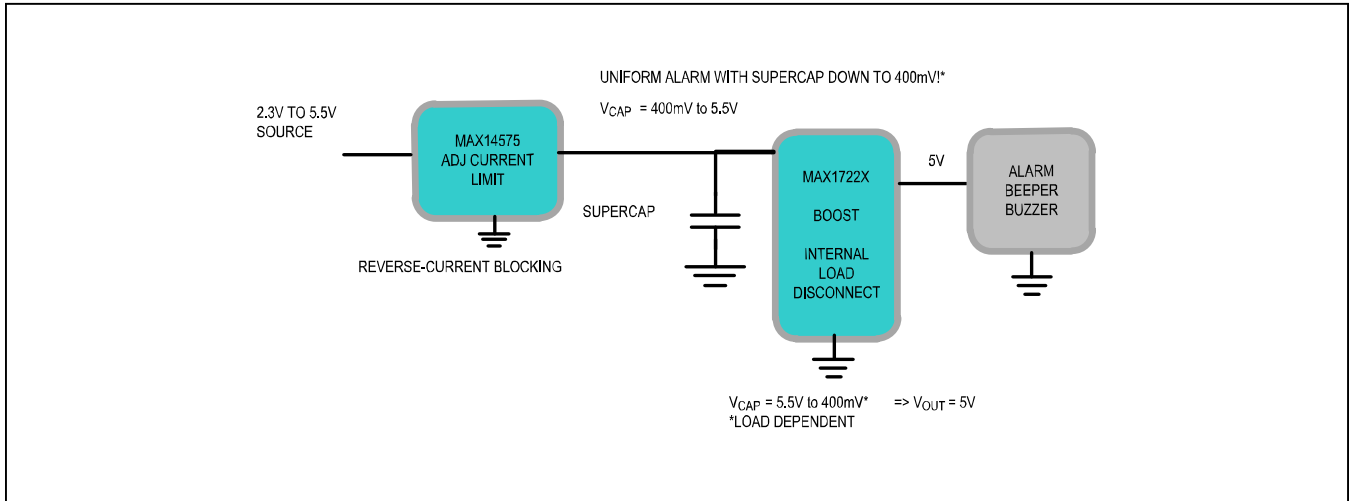 UNIFORM ALARM WITH SUPERCAP DOWN TO 400mV!*
VCAP = 400mV to 5.5V
2.3V TO 5.5V
SOURCE
MAX14575
ADJ CURRENT
LIMIT
REVERSE-CURRENT BLOCKING
SUPERCAP
MAX1722X
BOOST
INTERNAL
LOAD
DISCONNECT
5V
ALARM
BEEPER
BUZZER
VCAP = 5.5V to 400mV* => VOUT = 5V
*LOAD DEPENDENT